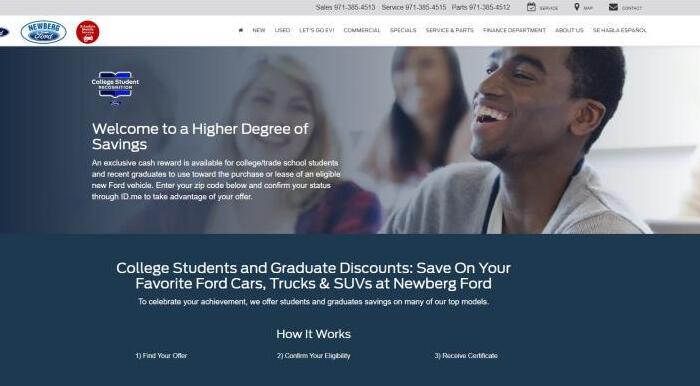 Sales 971-385-4513 Service 971-385-4515 Parts 971-385-4512 SERVICE MAP CONTACT
NEWBERG
Ford
NEW USED LET'S GO EV! COMMERCIAL SPECIALS SERVICE & PARTS FINANCE DEPARTMENT ABOUT US SE HABLA ESPAÑOL
College Student
RECOGNITION
Welcome to a Higher Degree of
Savings
An exclusive cash reward is available for college/trade school students
and recent graduates to use toward the purchase or lease of an eligible
new Ford vehicle. Enter your zip code below and confirm your status
through ID.me to take advantage of your offer.
College Students and Graduate Discounts: Save On Your
Favorite Ford Cars, Trucks & SUVs at Newberg Ford
To celebrate your achievement, we offer students and graduates savings on many of our top models.
How It Works
1) Find Your Offer 2) Confirm Your Eligibility 3) Receive Certificate